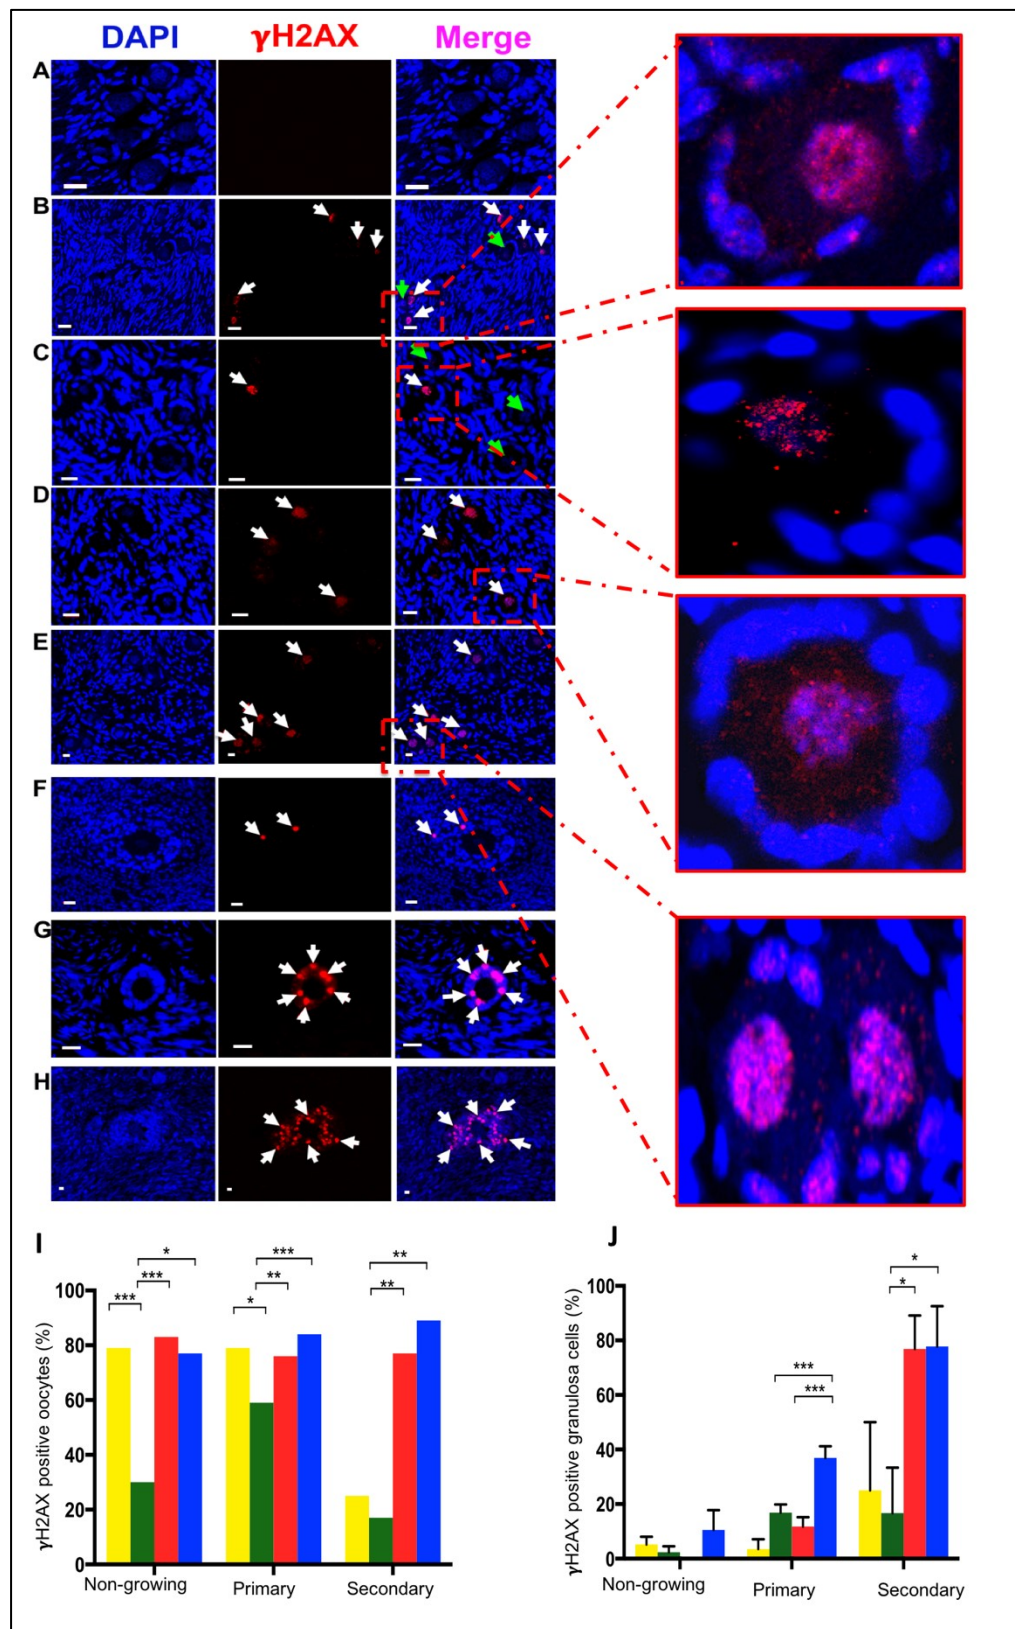 DAPI γH2AX Merge
A
B
C
D
E
F
G
H
I
γH2AX positive oocytes (%)
100
80
60
40
20
0
***
***
*
*
**
***
**
**
Non-growing Primary Secondary
J
γH2AX positive granulosa cells (%)
100
80
60
40
20
0
***
***
*
*
Non-growing Primary Secondary